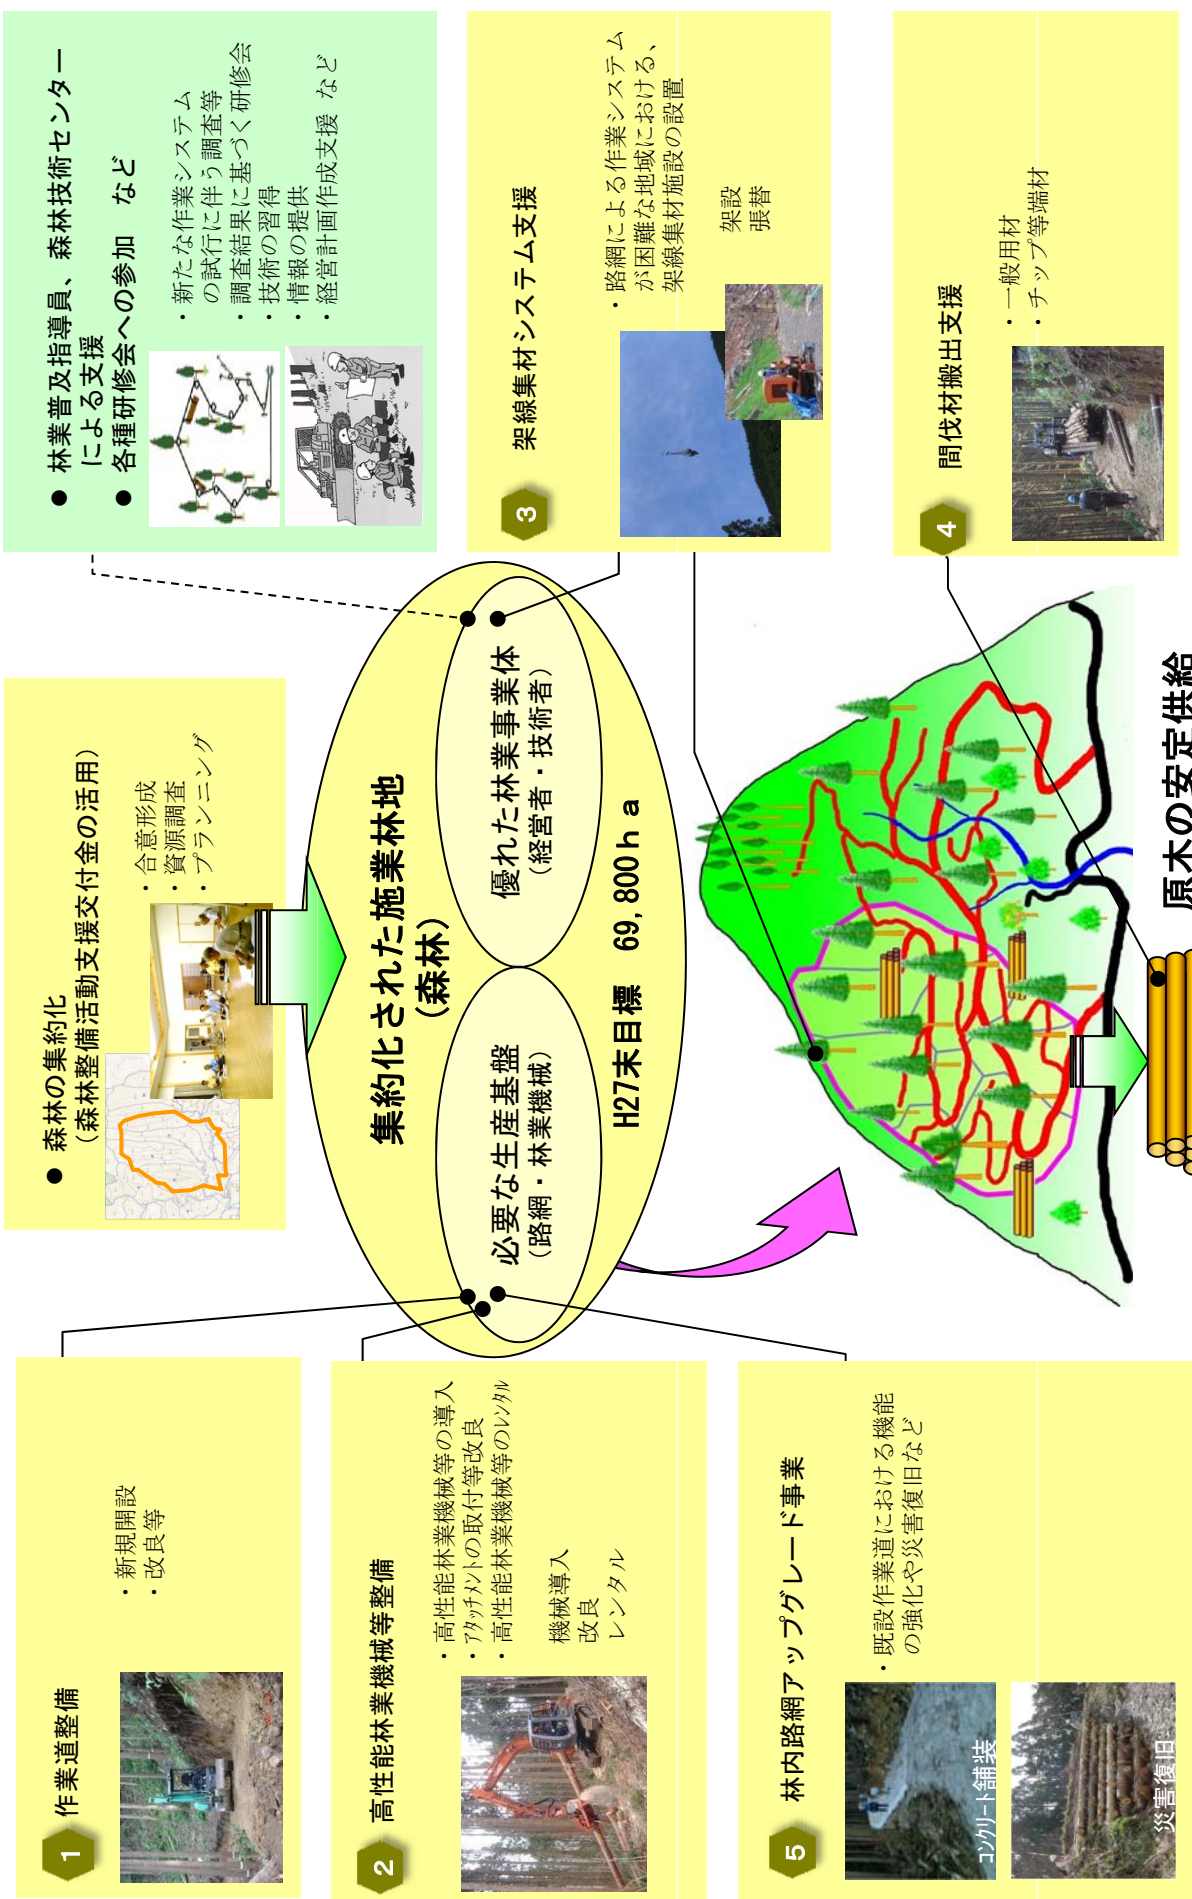 ● 森林の集約化
（森林整備活動支援交付金の活用）
・合意形成
・資源調査
・プランニング
● 林業普及指導員、森林技術センター
による支援
● 各種研修会への参加　など
・新たな作業システム
の試行に伴う調査等
・調査結果に基づく研修会
・技術の習得
・情報の提供
・経営計画作成支援 など
1
作業道整備
・新規開設
・改良等
集約化された施業林地
（森林）
必要な生産基盤
（路網・林業機械）
優れた林業事業体
（経営者・技術者）
H27末目標　69,800ｈａ
2
高性能林業機械等整備
・高性能林業機械等の導入
・ｱﾀｯﾁﾒﾝﾄの取付等改良
・高性能林業機械等のﾚﾝﾀﾙ
機械導入
改良
レンタル
3
架線集材システム支援
・路網による作業システム
が困難な地域における、
架線集材施設の設置
架設
張替
5
林内路網アップグレード事業
・既設作業道における機能
の強化や災害復旧など
ｺﾝｸﾘｰﾄ舗装
災害復旧
4
間伐材搬出支援
・一般用材
・チップ等端材
原木の安定供給